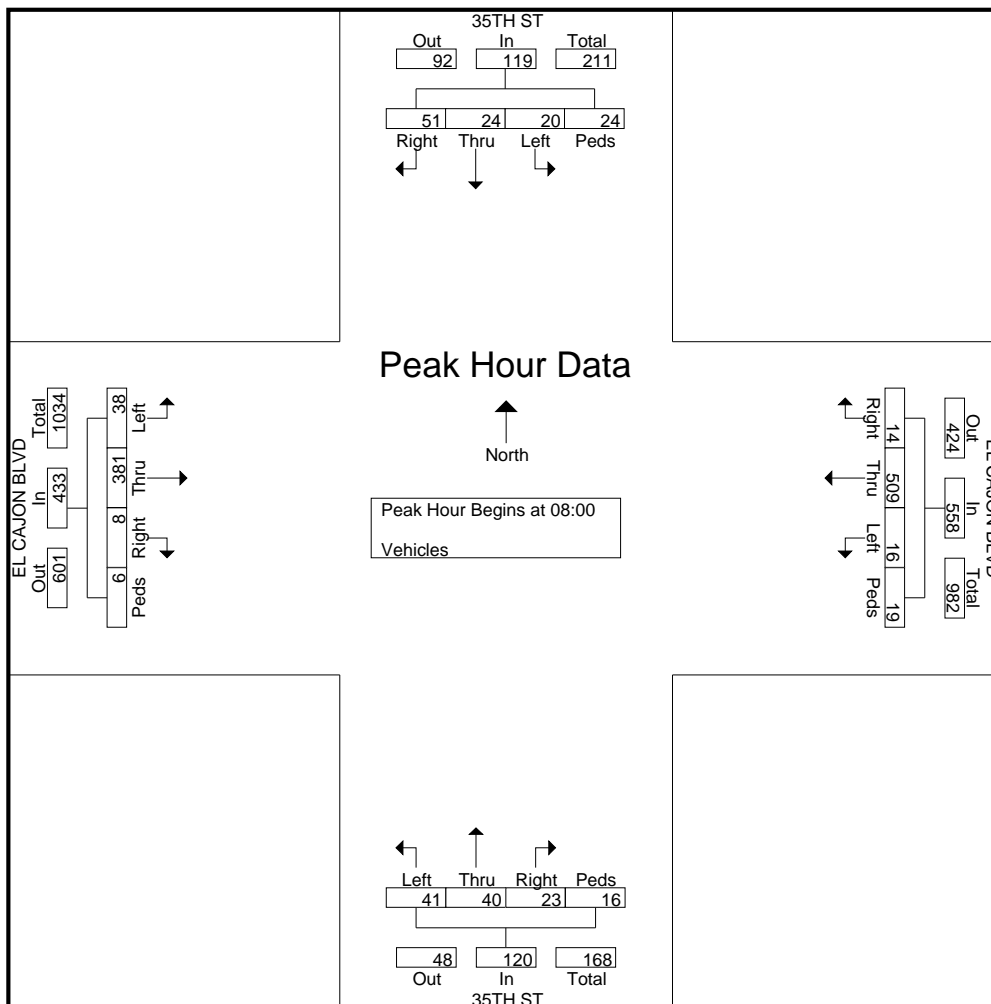 35TH ST
Out In Total
92 119 211
51 24 20 24
Right Thru Left Peds
Peak Hour Data
North
Peak Hour Begins at 08:00
Vehicles
EL CAJON BLVD
Out In Total
601 433 1034
38 381 8 6
Left Thru Right Peds
EL CAJON BLVD
Out In Total
424 558 982
14 509 16 19
Right Thru Left Peds
Left Thru Right Peds
41 40 23 16
48 120 168
Out In Total
35TH ST